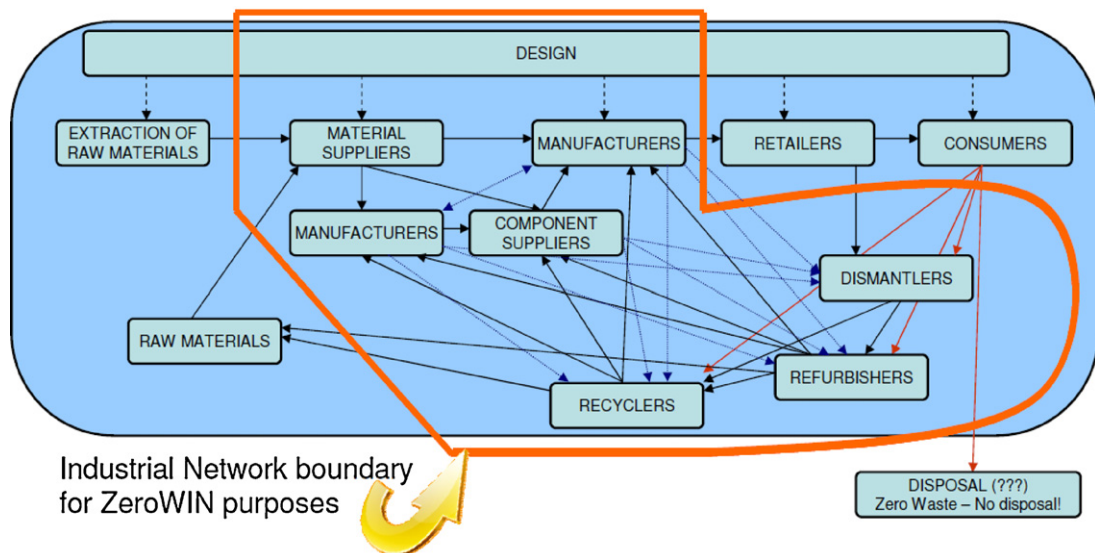 DESIGN
EXTRACTION OF
RAW MATERIALS
MATERIAL
SUPPLIERS
MANUFACTURERS
RETAILERS
CONSUMERS
MANUFACTURERS
COMPONENT
SUPPLIERS
DISMANTLERS
RAW MATERIALS
REFURBISHERS
RECYCLERS
Industrial Network boundary
for ZeroWIN purposes
DISPOSAL (???)
Zero Waste – No disposal!